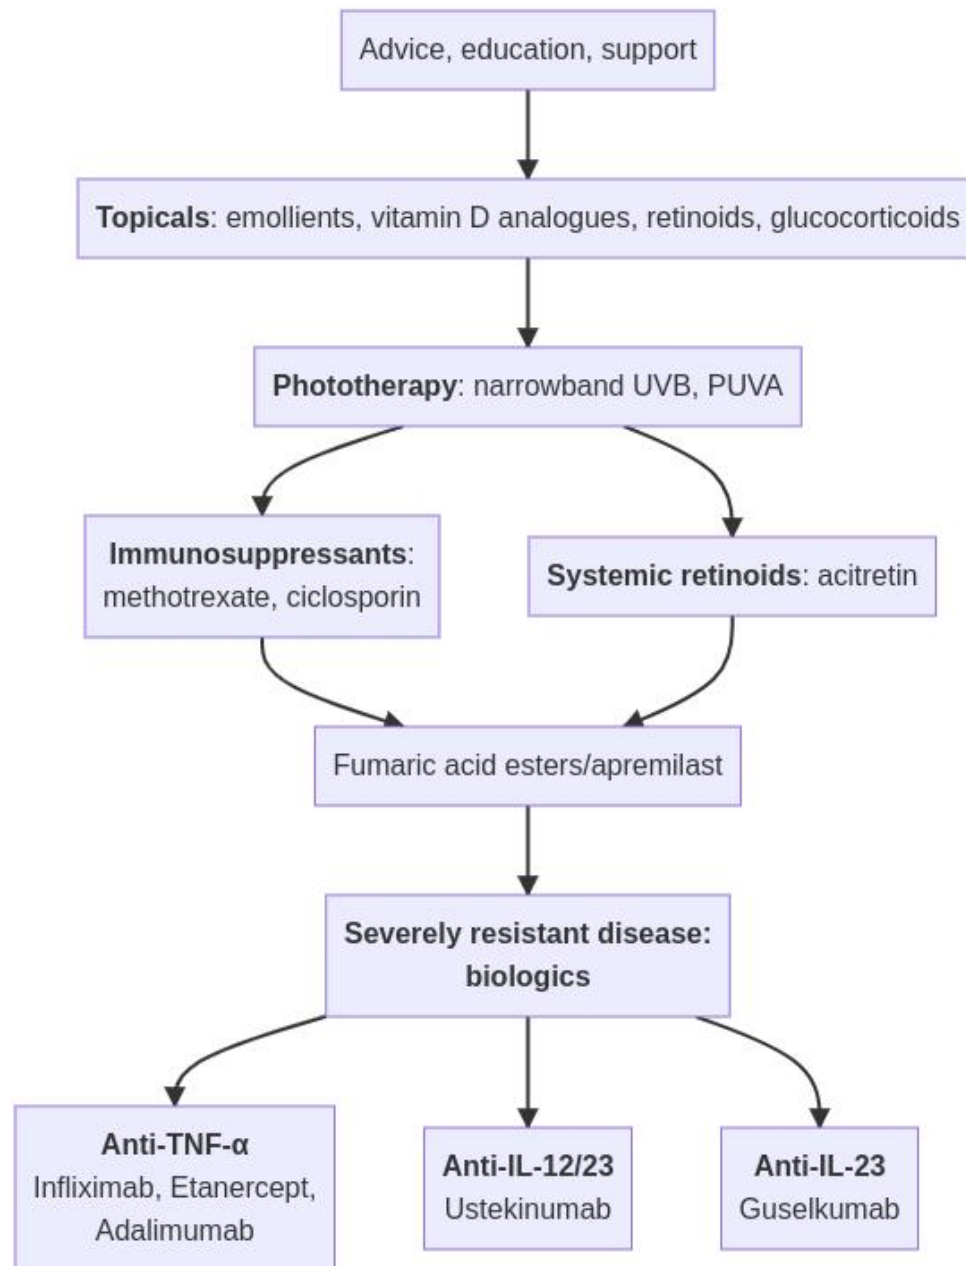 Advice, education, support
Topicals: emollients, vitamin D analogues, retinoids, glucocorticoids
Phototherapy: narrowband UVB, PUVA
Immunosuppressants:
methotrexate, ciclosporin
Systemic retinoids: acitretin
Fumaric acid esters/apremilast
Severely resistant disease:
biologics
Anti-TNF-α
Infliximab, Etanercept,
Adalimumab
Anti-IL-12/23
Ustekinumab
Anti-IL-23
Guselkumab